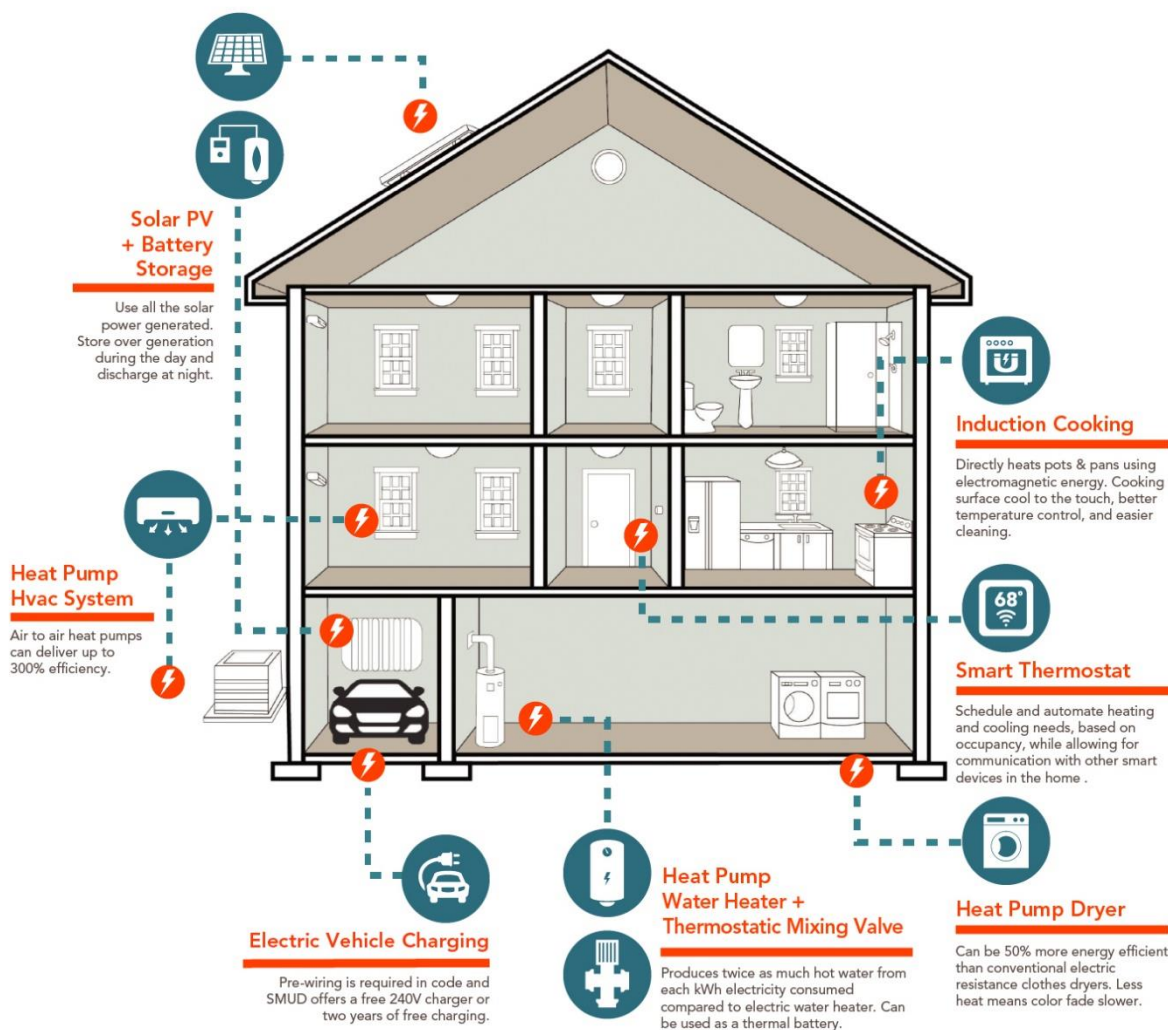 Solar PV
+ Battery
Storage
Use all the solar
power generated.
Store over generation
during the day and
discharge at night.
Heat Pump
Hvac System
Air to air heat pumps
can deliver up to
300% efficiency.
Induction Cooking
Directly heats pots & pans using
electromagnetic energy. Cooking
surface cool to the touch, better
temperature control, and easier
cleaning.
68°
Smart Thermostat
Schedule and automate heating
and cooling needs, based on
occupancy, while allowing for
communication with other smart
devices in the home .
Electric Vehicle Charging
Pre-wiring is required in code and
SMUD offers a free 240V charger or
two years of free charging.
Heat Pump
Water Heater +
Thermostatic Mixing Valve
Produces twice as much hot water from
each kWh electricity consumed
compared to electric water heater. Can
be used as a thermal battery.
Heat Pump Dryer
Can be 50% more energy efficient
than conventional electric
resistance clothes dryers. Less
heat means color fade slower.